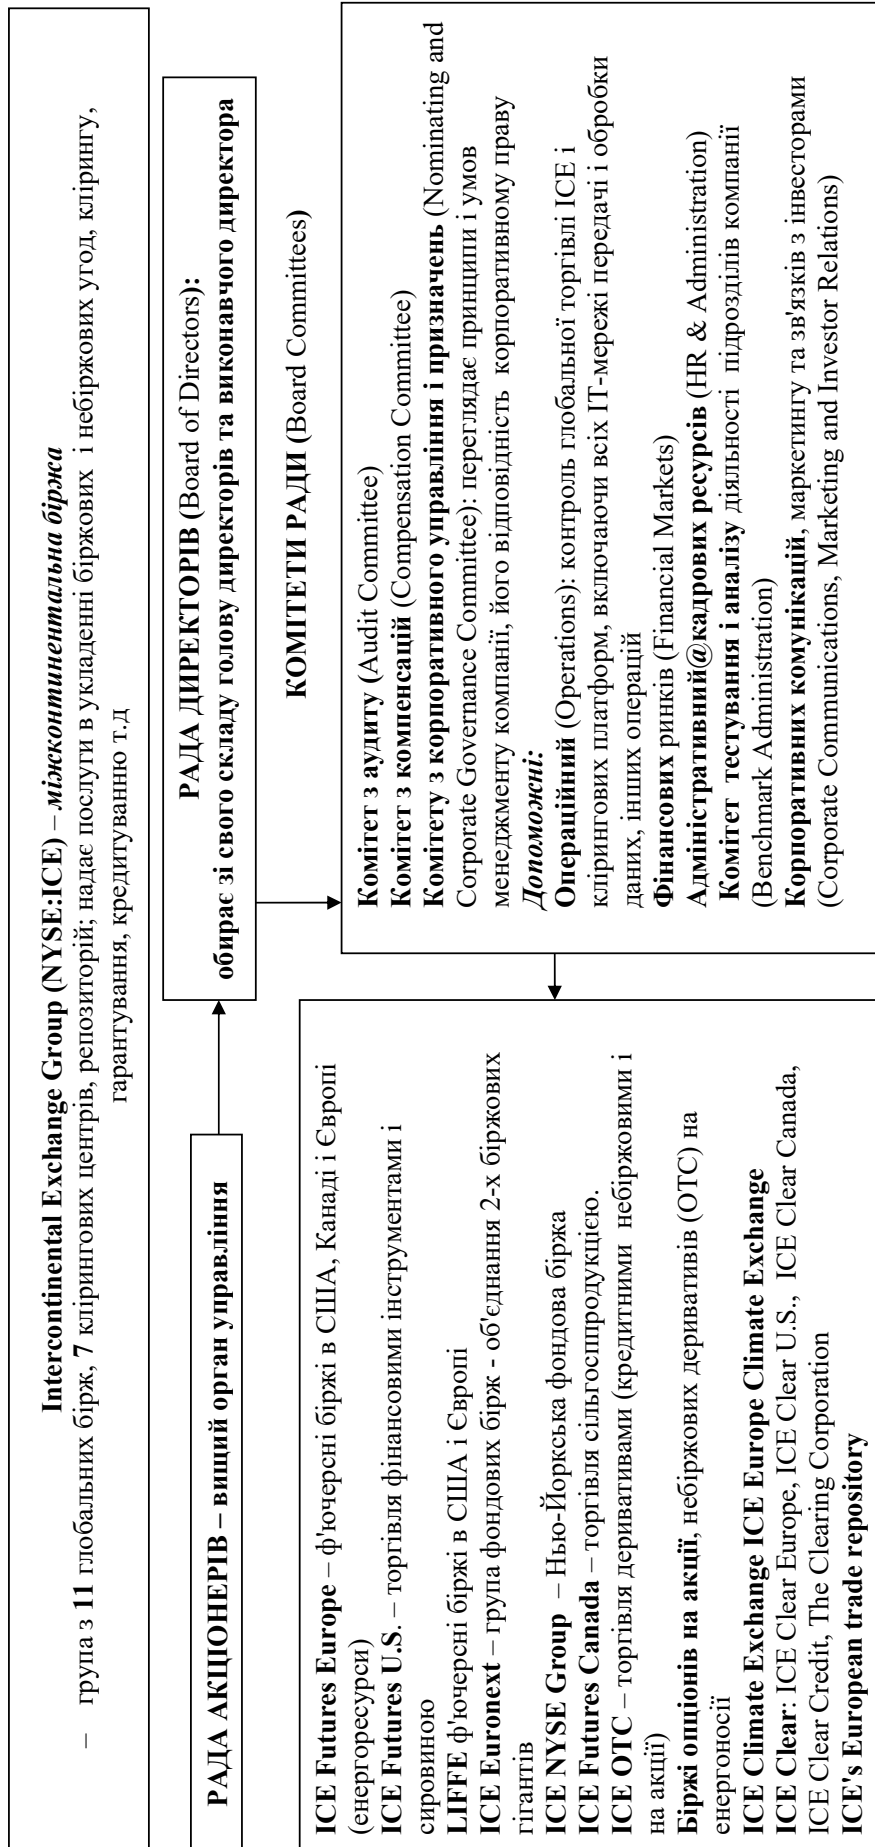 Intercontinental Exchange Group (NYSE:ICE) – міжконтинентальна біржа
– група з 11 глобальних бірж, 7 клірингових центрів, репозиторій; надає послуги в укладенні біржових і небіржових угод, клірингу,
гарантування, кредитуванню т.д
РАДА АКЦІОНЕРІВ – вищий орган управління
РАДА ДИРЕКТОРІВ (Board of Directors):
обирає зі свого складу голову директорів та виконавчого директора
КОМІТЕТИ РАДИ (Board Committees)
ICE Futures Europe – ф'ючерсні біржі в США, Канаді і Європі
(енергоресурси)
ICE Futures U.S. – торгівля фінансовими інструментами і
сировиною
LIFFE ф'ючерсні біржі в США і Європі
ICE Euronext – група фондових бірж - об'єднання 2-х біржових
гігантів
ICE NYSE Group – Нью-Йоркська фондова біржа
ICE Futures Canada – торгівля сільгосппродукцією.
ICE OTC – торгівля деривативами (кредитними небіржовими і
на акції)
Біржі опціонів на акції, небіржових деривативів (OTC) на
енергоносії
ICE Climate Exchange ICE Europe Climate Exchange
ICE Clear: ICE Clear Europe, ICE Clear U.S., ICE Clear Canada,
ICE Clear Credit, The Clearing Corporation
ICE's European trade repository
Комітет з аудиту (Audit Committee)
Комітет з компенсацій (Compensation Committee)
Комітету з корпоративного управління і призначень (Nominating and
Corporate Governance Committee): переглядає принципи і умов
менеджменту компанії, його відповідність корпоративному праву
Допоможні:
Операційний (Operations): контроль глобальної торгівлі ICE і
клірингових платформ, включаючи всіх IT-мережі передачі і обробки
даних, інших операцій
Фінансових ринків (Financial Markets)
Адміністративний@кадрових ресурсів (HR & Administration)
Комітет тестування і аналізу діяльності підрозділів компанії
(Benchmark Administration)
Корпоративних комунікацій, маркетингу та зв'язків з інвесторами
(Corporate Communications, Marketing and Investor Relations)